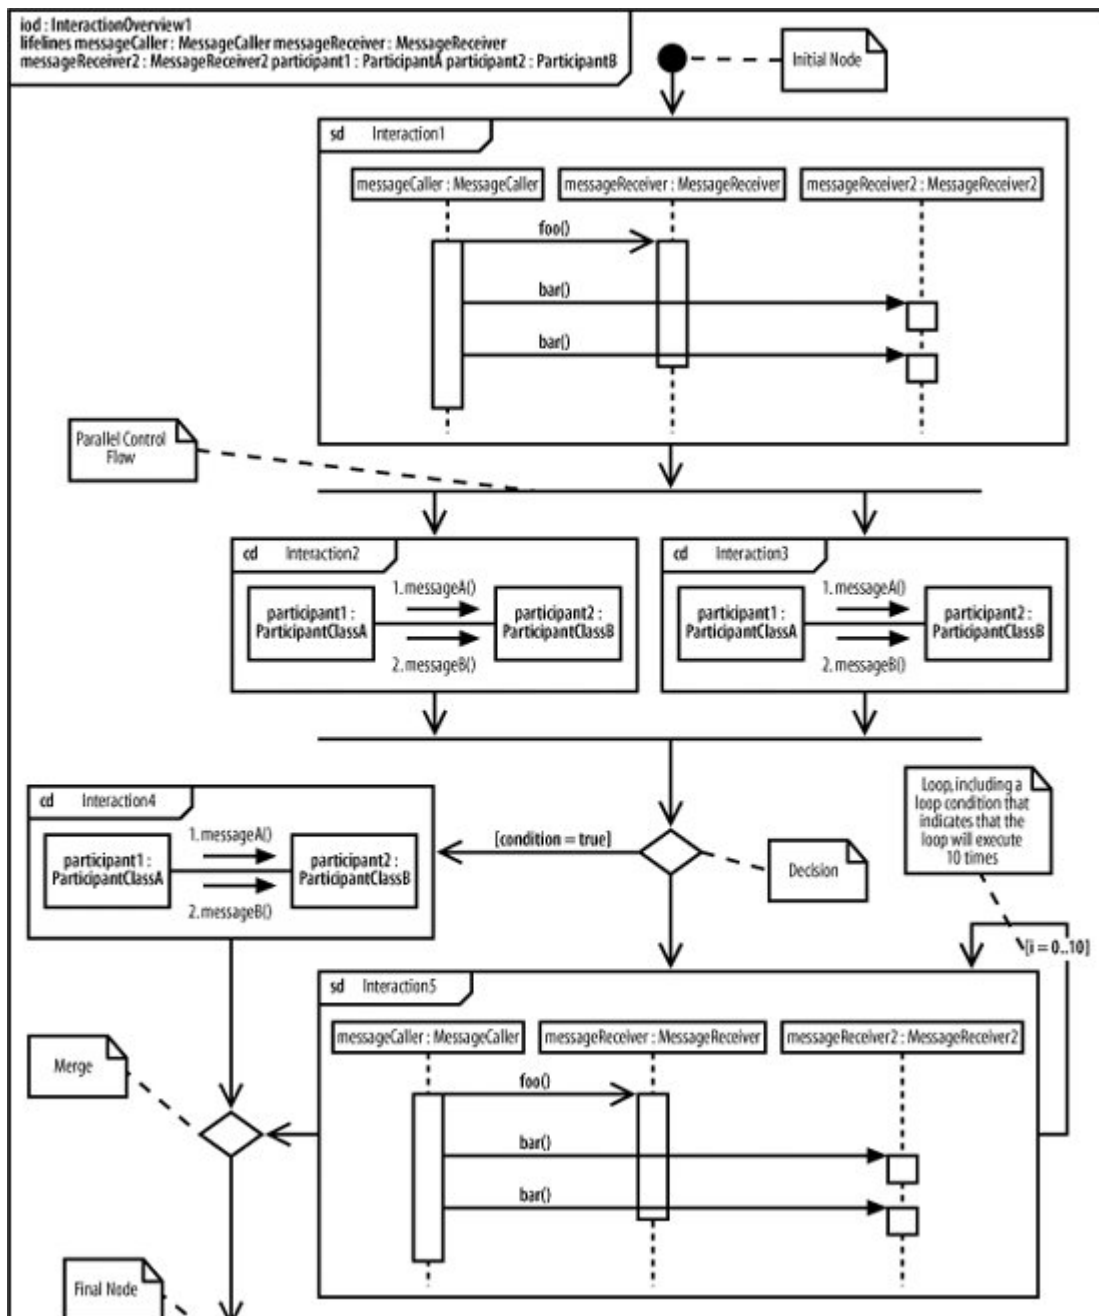 iod : InteractionOverview1
lifelines messageCaller : MessageCaller messageReceiver : MessageReceiver
messageReceiver2 : MessageReceiver2 participant1 : ParticipantA participant2 : ParticipantB
Initial Node
sd Interaction1
messageCaller : MessageCaller messageReceiver : MessageReceiver messageReceiver2 : MessageReceiver2
foo()
bar()
bar()
Parallel Control
Flow
cd Interaction2
1. messageA()
participant1 :
ParticipantClassA
participant2 :
ParticipantClassB
2. messageB()
cd Interaction3
1. messageA()
participant1 :
ParticipantClassA
participant2 :
ParticipantClassB
2. messageB()
Loop, including a
loop condition that
indicates that the
loop will execute
10 times
cd Interaction4
1. messageA()
participant1 :
ParticipantClassA
participant2 :
ParticipantClassB
2. messageB()
[condition = true]
Decision
[i = 0..10]
sd Interaction5
messageCaller : MessageCaller messageReceiver : MessageReceiver messageReceiver2 : MessageReceiver2
foo()
bar()
bar()
Merge
Final Node